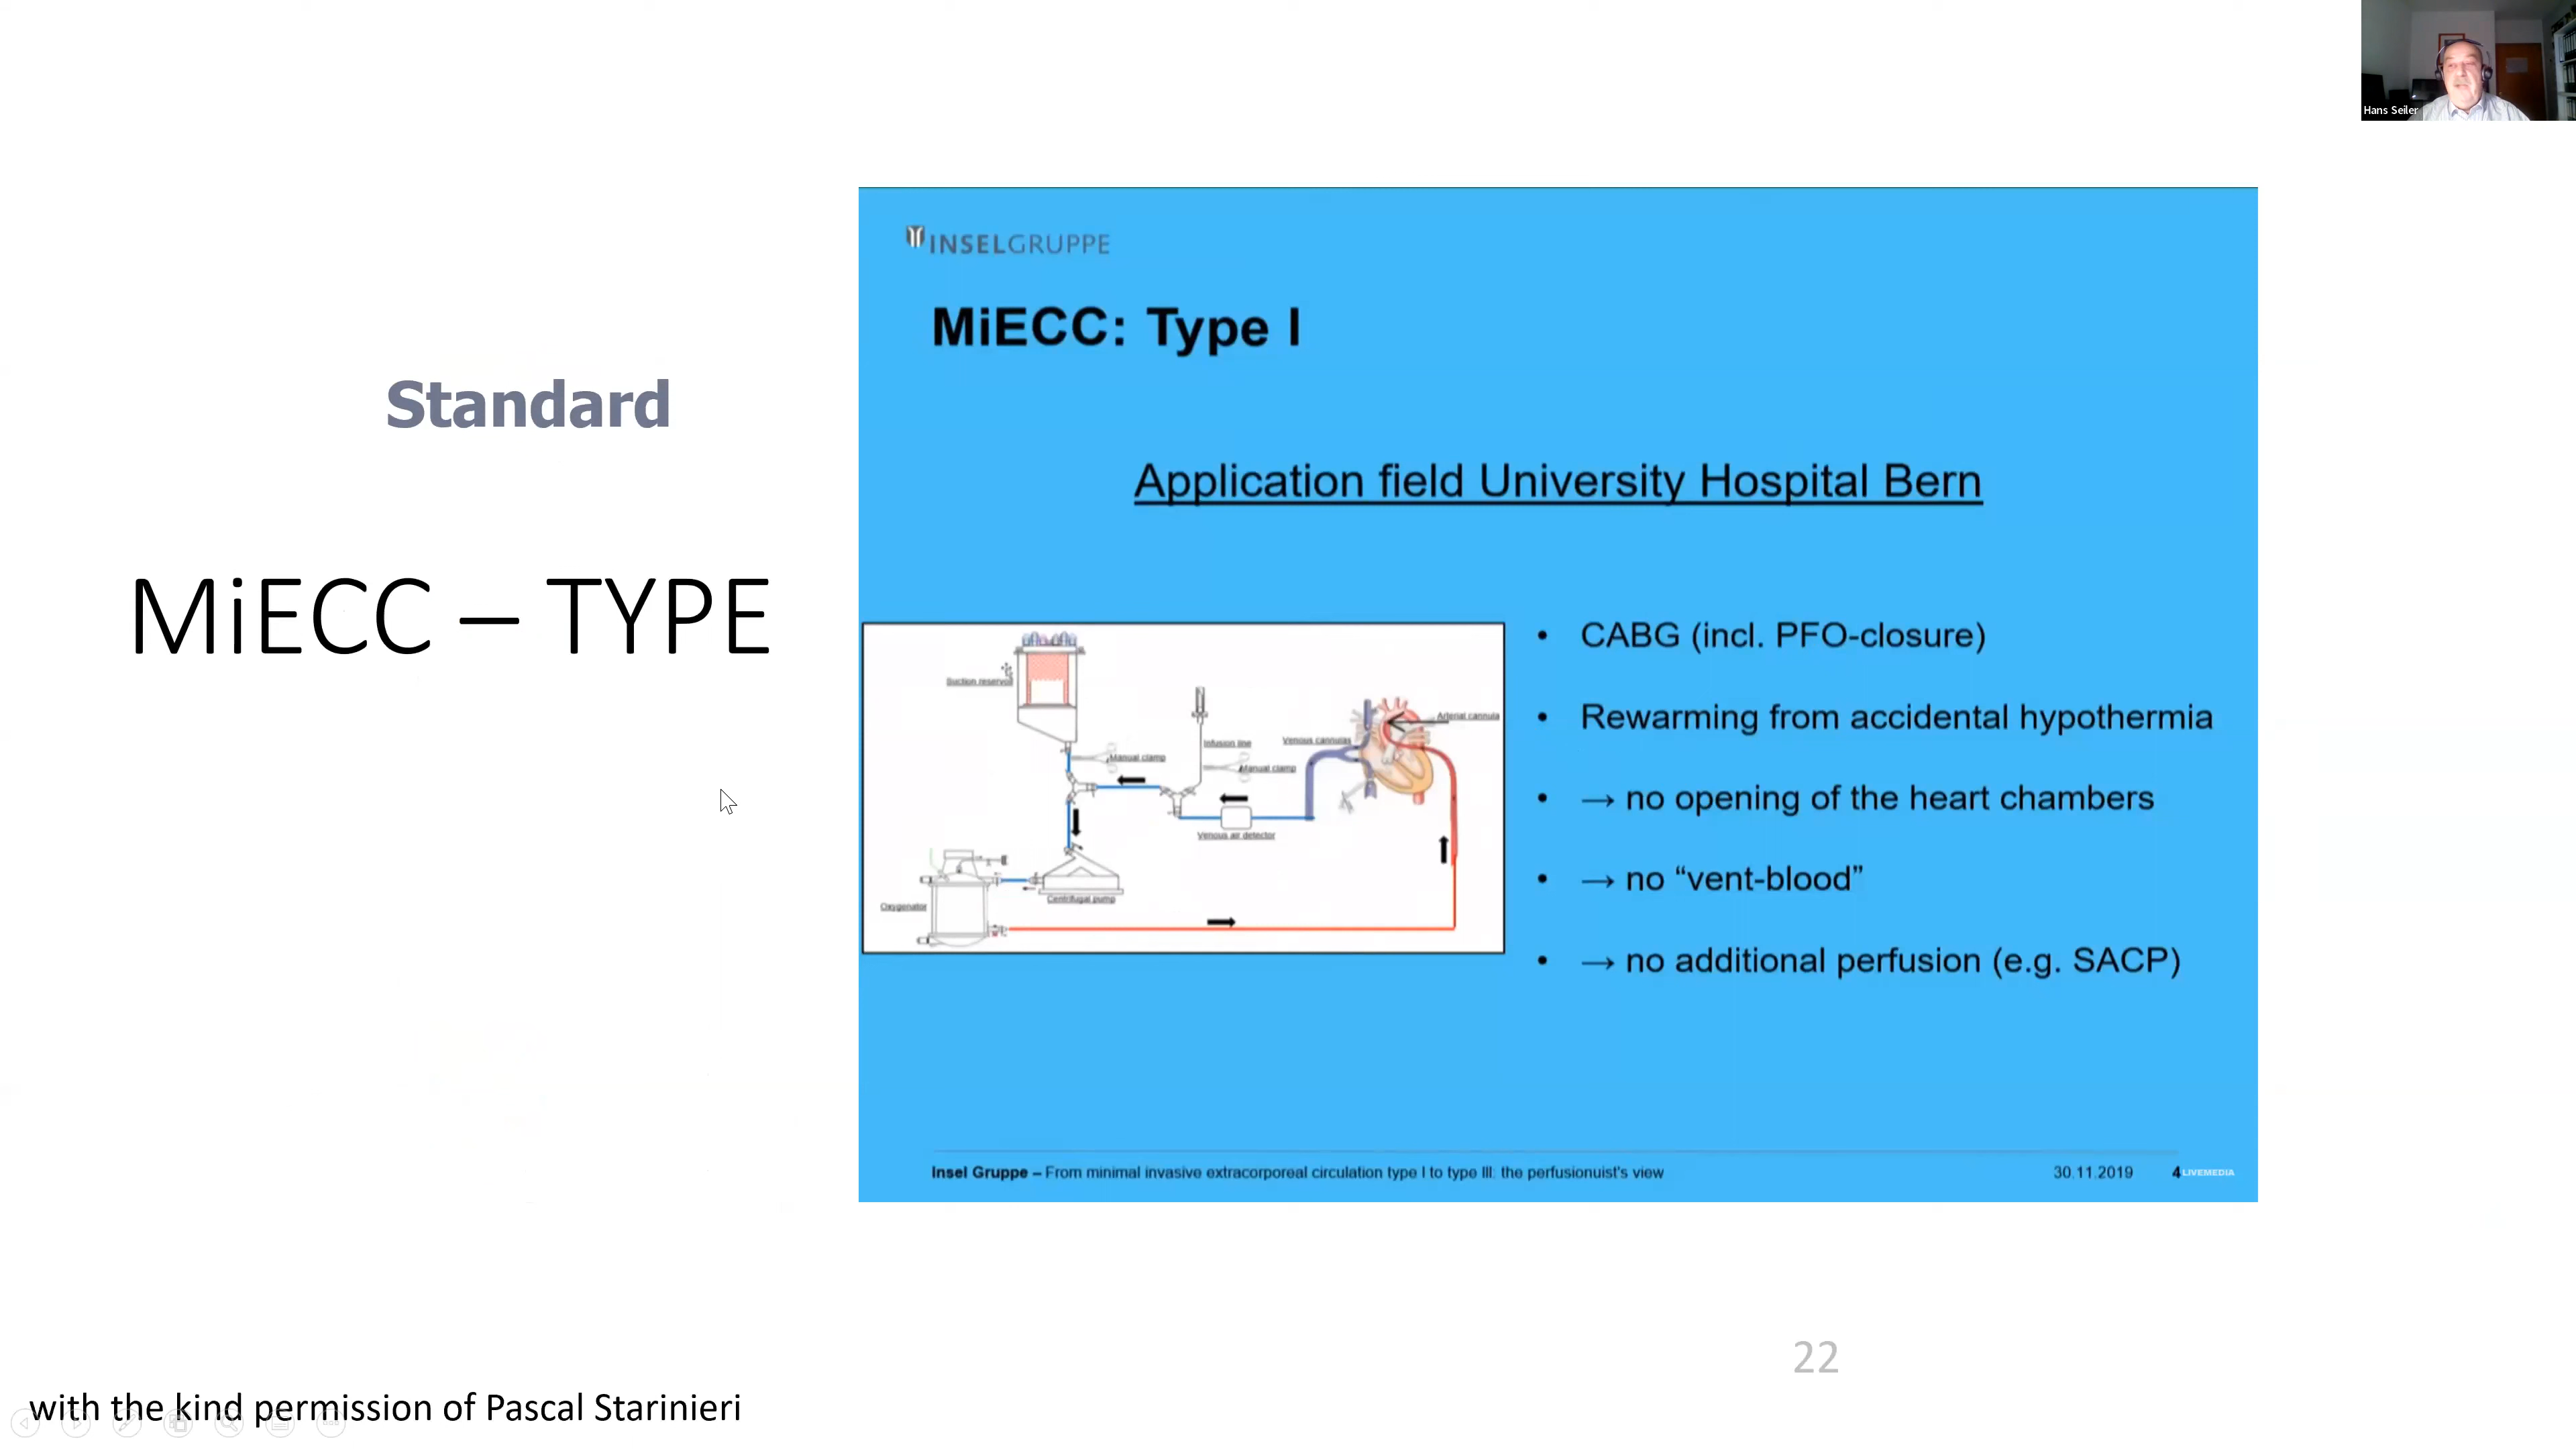 Hans Seiler
INSELGRUPPE
MiECC: Type I
Standard
Application field University Hospital Bern
MiECC – TYPE
• CABG (incl. PFO-closure)
• Rewarming from accidental hypothermia
• → no opening of the heart chambers
• → no “vent-blood”
• → no additional perfusion (e.g. SACP)
Suction reservoir
Manual clamp
Infusion line
Manual clamp
Venous cannulas
Arterial cannula
Venous air detector
Centrifugal pump
Oxygenator
Insel Gruppe – From minimal invasive extracorporeal circulation type I to type III: the perfusionuist's view
30.11.2019
4
LIVEMEDIA
22
with the kind permission of Pascal Starinieri